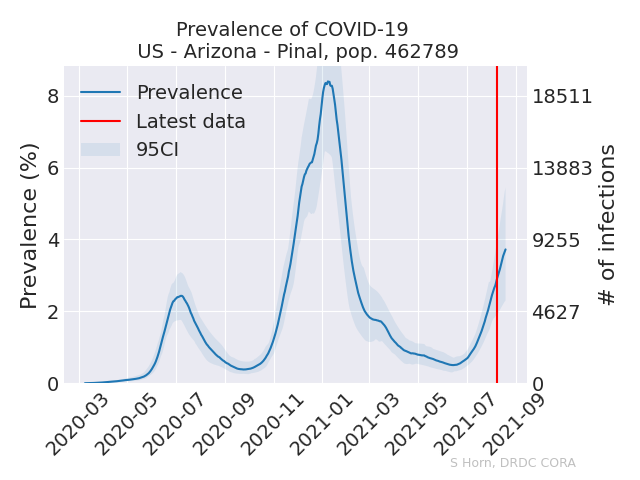 Prevalence of COVID-19
US - Arizona - Pinal, pop. 462789
Prevalence
Latest data
95CI
Prevalence (%)
8
6
4
2
0
18511
13883
9255
4627
0
# of infections
2020-03
2020-05
2020-07
2020-09
2020-11
2021-01
2021-03
2021-05
2021-07
2021-09
S Horn, DRDC CORA